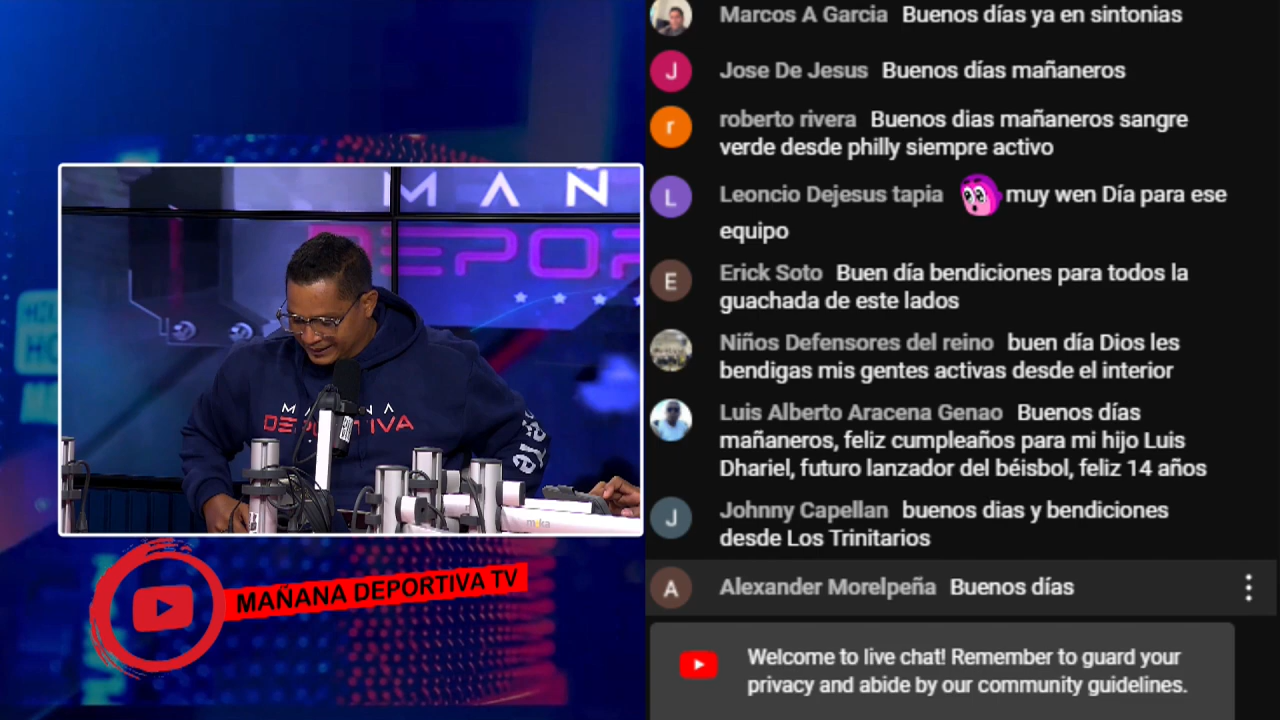 MAÑ
DEPOR
MAÑANA
DEPORTIVA
MAÑANA DEPORTIVA TV
Marcos A Garcia Buenos días ya en sintonias
Jose De Jesus Buenos días mañaneros
roberto rivera Buenos dias mañaneros sangre
verde desde philly siempre activo
Leoncio Dejesus tapia muy wen Día para ese
equipo
Erick Soto Buen día bendiciones para todos la
guachada de este lados
Niños Defensores del reino buen día Dios les
bendigas mis gentes activas desde el interior
Luis Alberto Aracena Genao Buenos días
mañaneros, feliz cumpleaños para mi hijo Luis
Dhariel, futuro lanzador del béisbol, feliz 14 años
Johnny Capellan buenos dias y bendiciones
desde Los Trinitarios
Alexander Morelpeña Buenos días
Welcome to live chat! Remember to guard your
privacy and abide by our community guidelines.
J
r
L
E
J
A